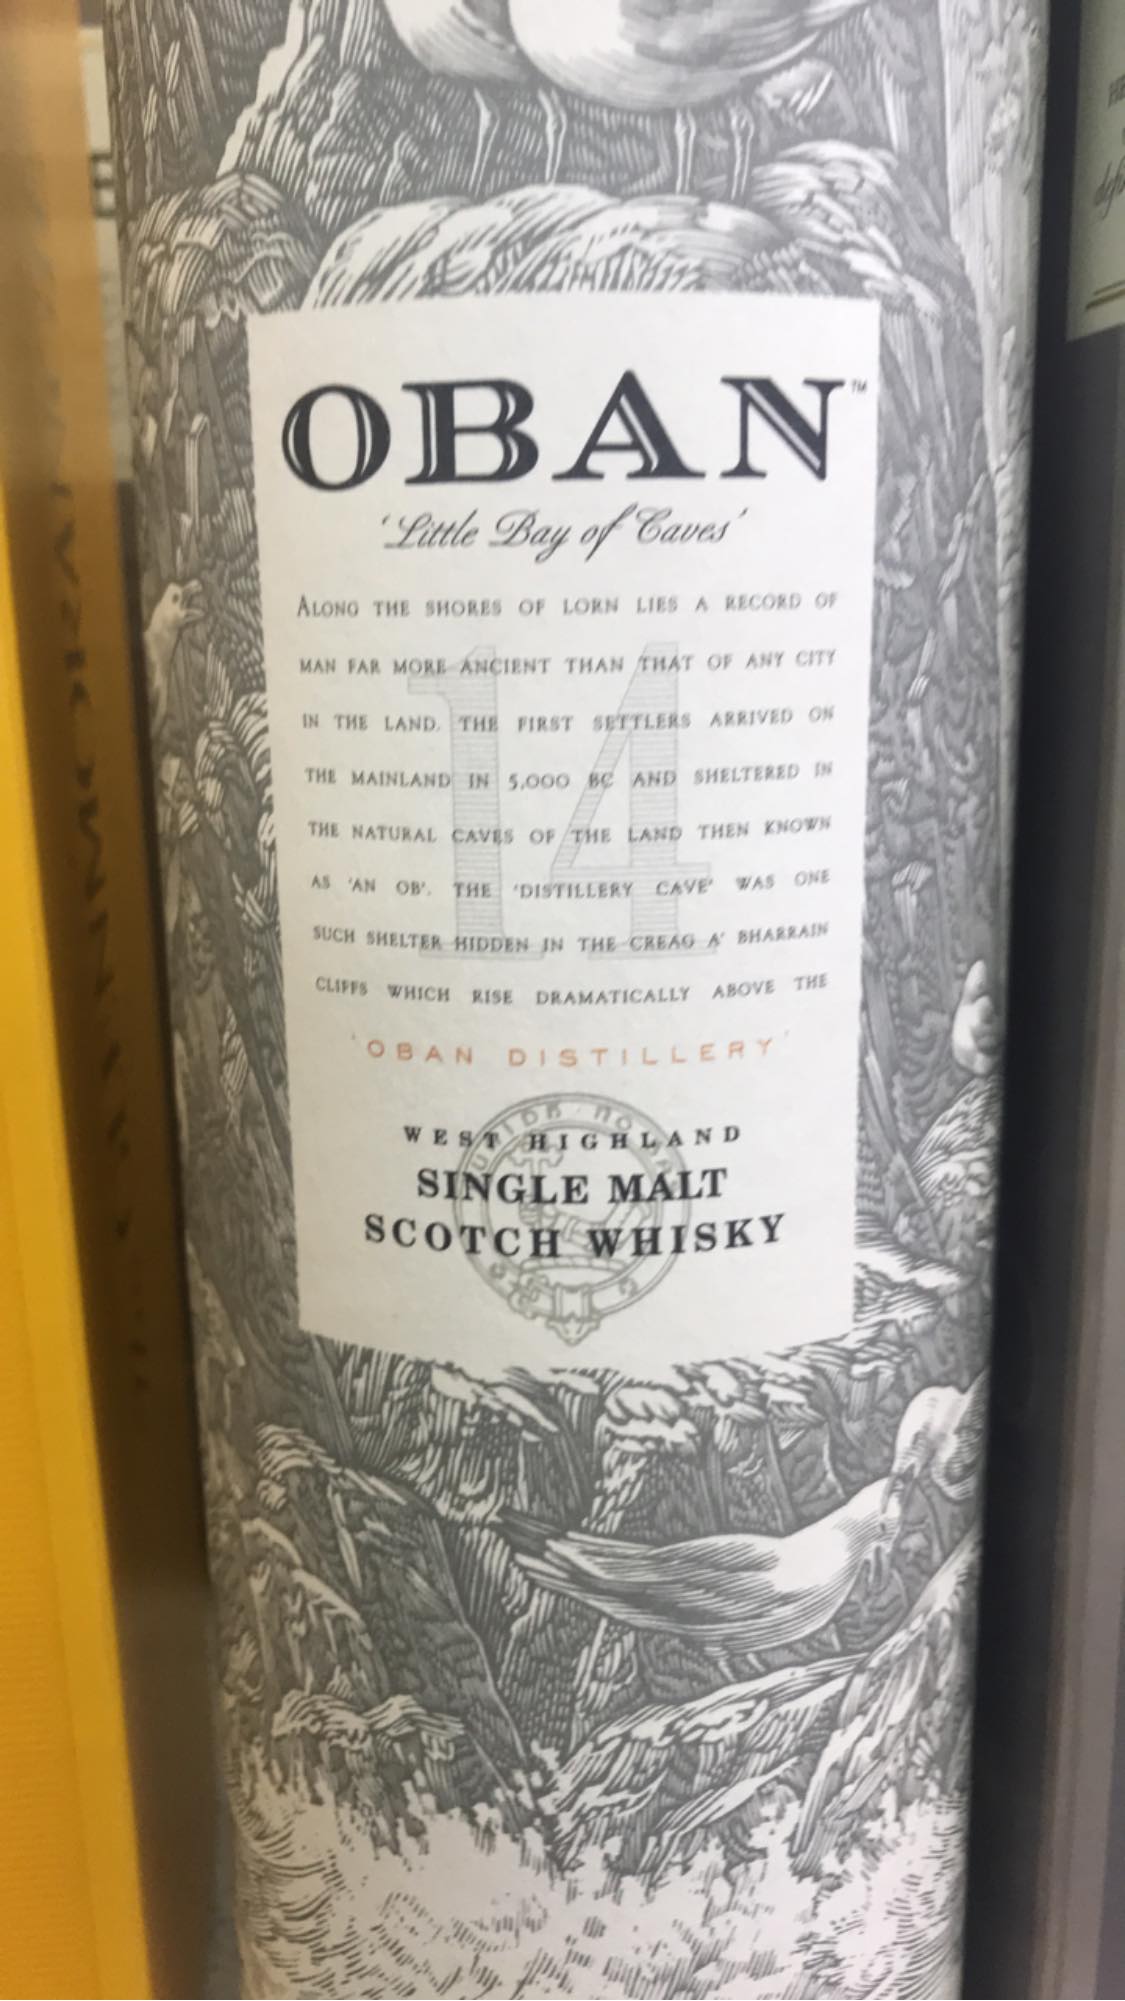 OBAN™
'Little Bay of Caves'
14
ALONG THE SHORES OF LORN LIES A RECORD OF
MAN FAR MORE ANCIENT THAN THAT OF ANY CITY
IN THE LAND. THE FIRST SETTLERS ARRIVED ON
THE MAINLAND IN 5,000 BC AND SHELTERED IN
THE NATURAL CAVES OF THE LAND THEN KNOWN
AS 'AN OB'. THE 'DISTILLERY CAVE' WAS ONE
SUCH SHELTER HIDDEN IN THE CREAG A' BHARRAIN
CLIFFS WHICH RISE DRAMATICALLY ABOVE THE
'OBAN DISTILLERY'
WEST HIGHLAND
SINGLE MALT
SCOTCH WHISKY